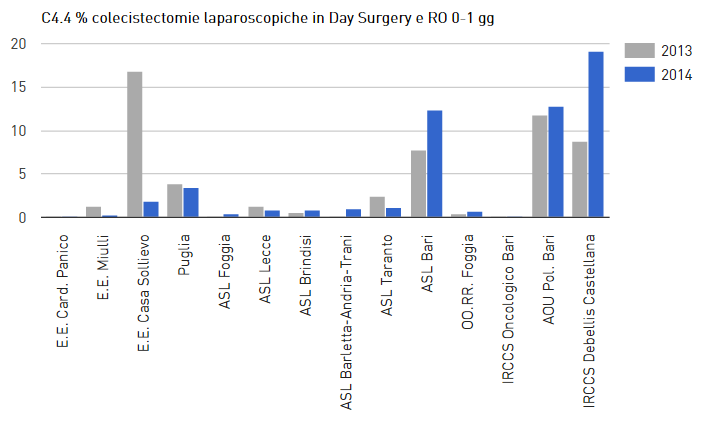 C4.4 % colecistectomie laparoscopiche in Day Surgery e RO 0-1 gg
2013
2014
20
15
10
5
0
E.E. Card. Panico
E.E. Miulli
E.E. Casa Sollievo
Puglia
ASL Foggia
ASL Lecce
ASL Brindisi
ASL Barletta-Andria-Trani
ASL Taranto
ASL Bari
OO.RR. Foggia
IRCCS Oncologico Bari
AOU Pol. Bari
IRCCS Debellis Castellana